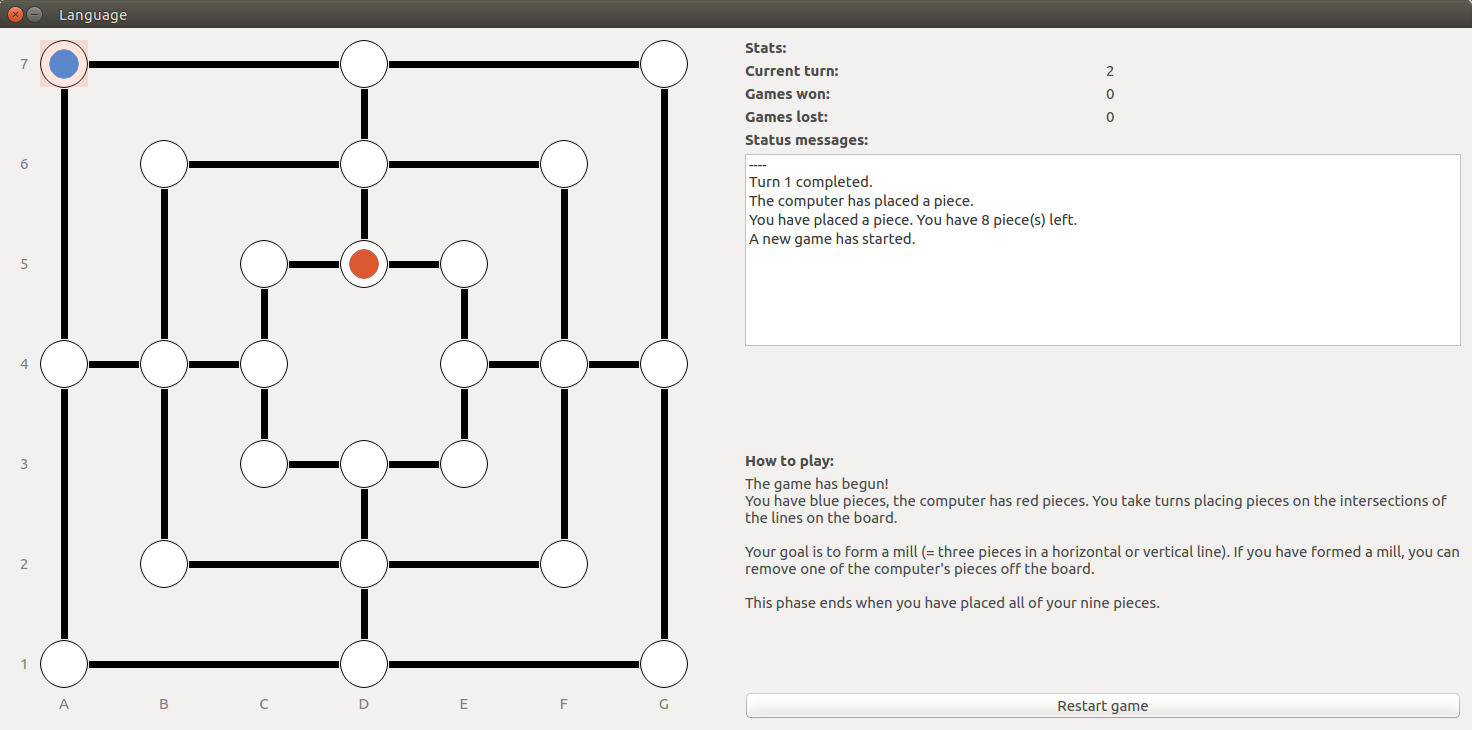 Language
7
6
5
4
3
2
1
A B C D E F G
Stats:
Current turn: 2
Games won: 0
Games lost: 0
Status messages:
----
Turn 1 completed.
The computer has placed a piece.
You have placed a piece. You have 8 piece(s) left.
A new game has started.
How to play:
The game has begun!
You have blue pieces, the computer has red pieces. You take turns placing pieces on the intersections of
the lines on the board.
Your goal is to form a mill (= three pieces in a horizontal or vertical line). If you have formed a mill, you can
remove one of the computer's pieces off the board.
This phase ends when you have placed all of your nine pieces.
Restart game